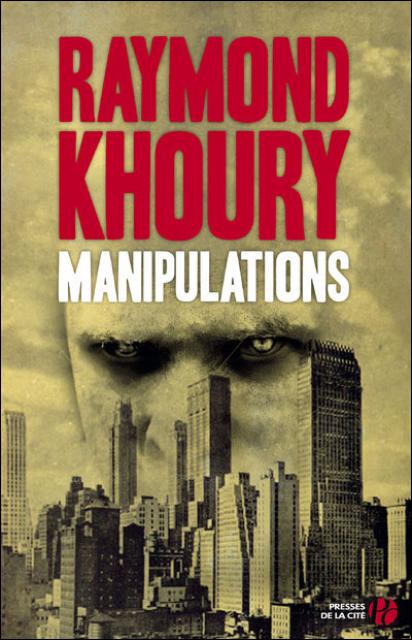 RAYMOND
KHOURY
MANIPULATIONS
PRESSES
DE LA CITÉ